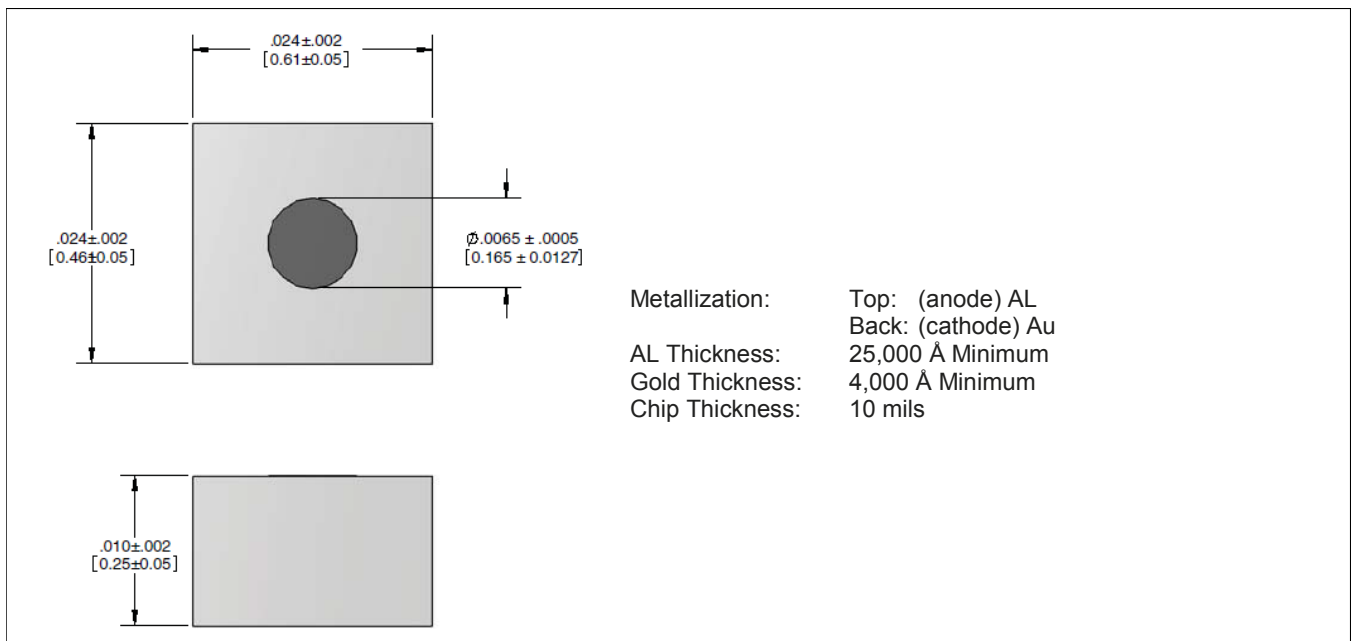 .024±.002
[0.61±0.05]
.024±.002
[0.46±0.05]
Ø.0065 ± .0005
[0.165 ± 0.0127]
Metallization: Top: (anode) AL
Back: (cathode) Au
AL Thickness: 25,000 Å Minimum
Gold Thickness: 4,000 Å Minimum
Chip Thickness: 10 mils
.010±.002
[0.25±0.05]